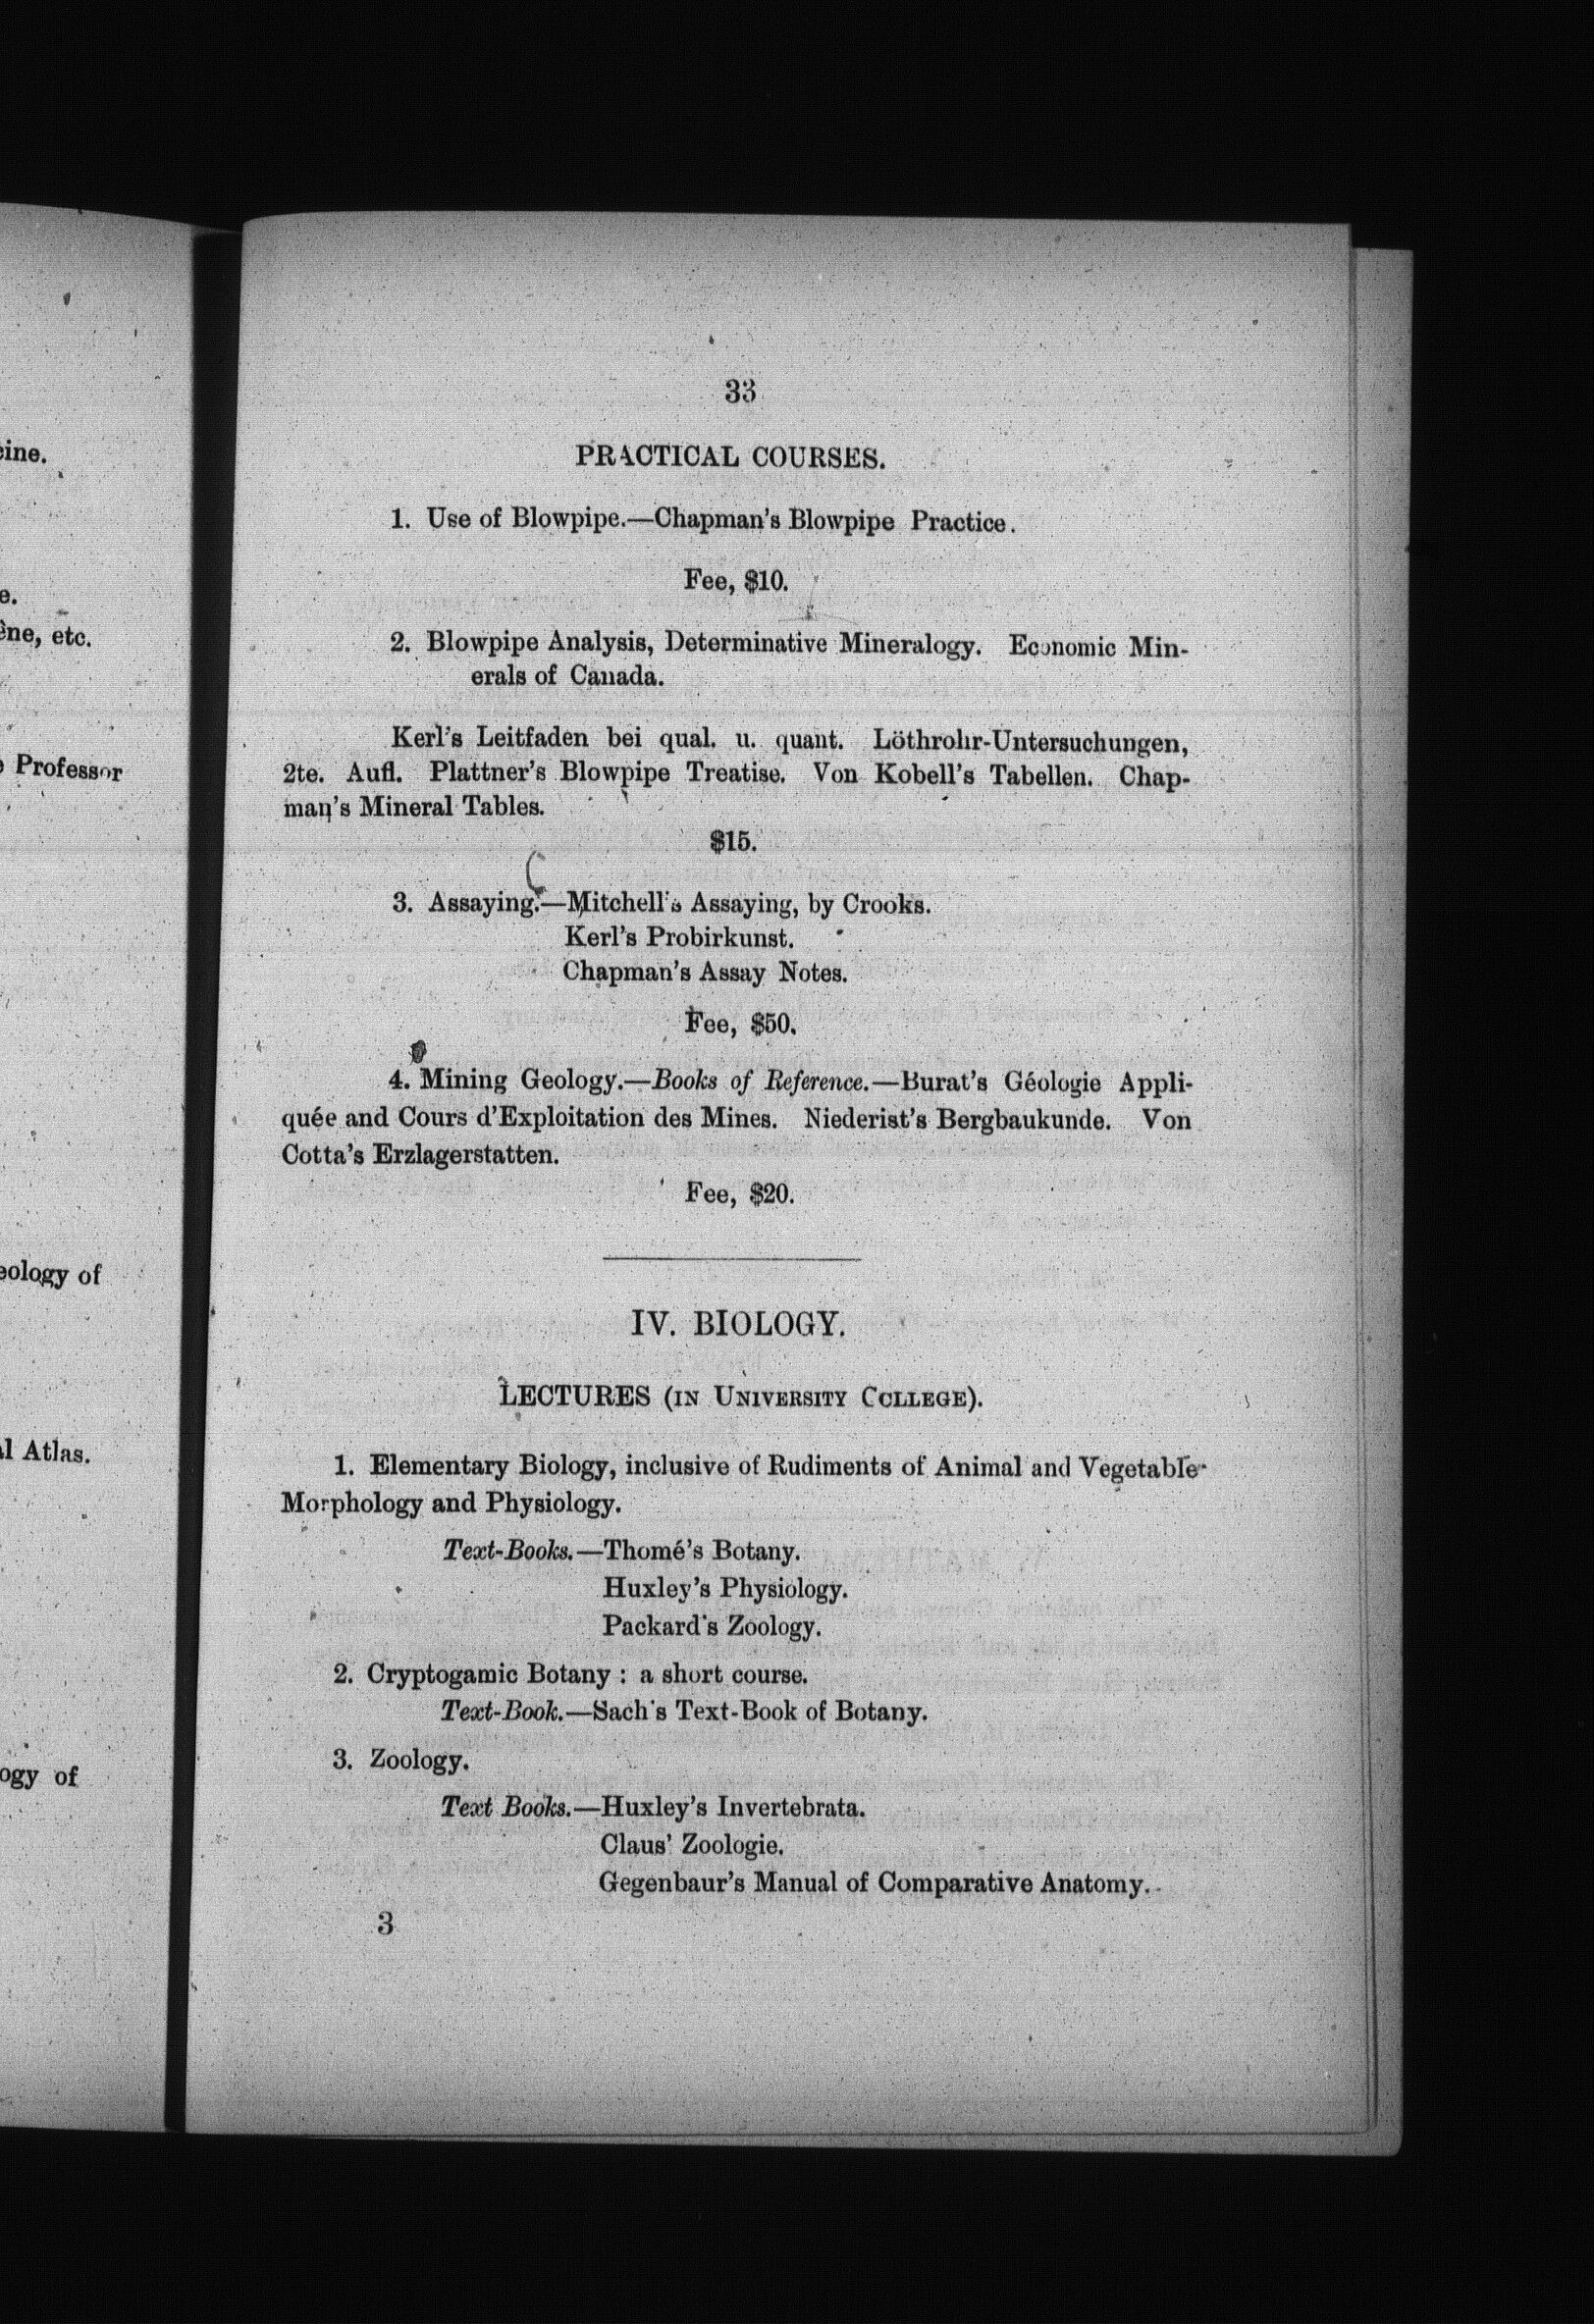 33
PRACTICAL COURSES.
1. Use of Blowpipe.—Chapman's Blowpipe Practice.
Fee, $10.
2. Blowpipe Analysis, Determinative Mineralogy. Economic Min-
erals of Canada.
Kerl's Leitfaden bei qual. u. quant. Löthrohr-Untersuchungen,
2te. Aufl. Plattner's Blowpipe Treatise. Von Kobell's Tabellen. Chap-
man's Mineral Tables.
$15.
3. Assaying.—Mitchell's Assaying, by Crooks.
Kerl's Probirkunst.
Chapman's Assay Notes.
Fee, $50.
4. Mining Geology.—Books of Reference.—Burat's Géologie Appli-
quée and Cours d'Exploitation des Mines. Niederist's Bergbaukunde. Von
Cotta's Erzlagerstatten.
Fee, $20.
IV. BIOLOGY.
LECTURES (IN UNIVERSITY COLLEGE).
1. Elementary Biology, inclusive of Rudiments of Animal and Vegetable
Morphology and Physiology.
Text-Books.—Thomé's Botany.
Huxley's Physiology.
Packard's Zoology.
2. Cryptogamic Botany : a short course.
Text-Book.—Sach's Text-Book of Botany.
3. Zoology.
Text Books.—Huxley's Invertebrata.
Claus' Zoologie.
Gegenbaur's Manual of Comparative Anatomy.
3
etc.
Professor
of
Atlas.
of